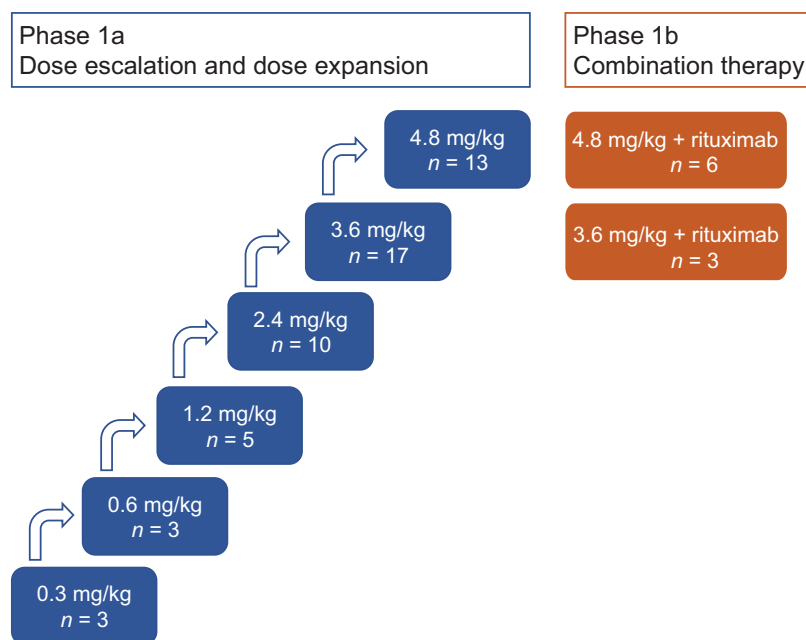 Phase 1a
Dose escalation and dose expansion
Phase 1b
Combination therapy
4.8 mg/kg
n = 13
4.8 mg/kg + rituximab
n = 6
3.6 mg/kg
n = 17
3.6 mg/kg + rituximab
n = 3
2.4 mg/kg
n = 10
1.2 mg/kg
n = 5
0.6 mg/kg
n = 3
0.3 mg/kg
n = 3